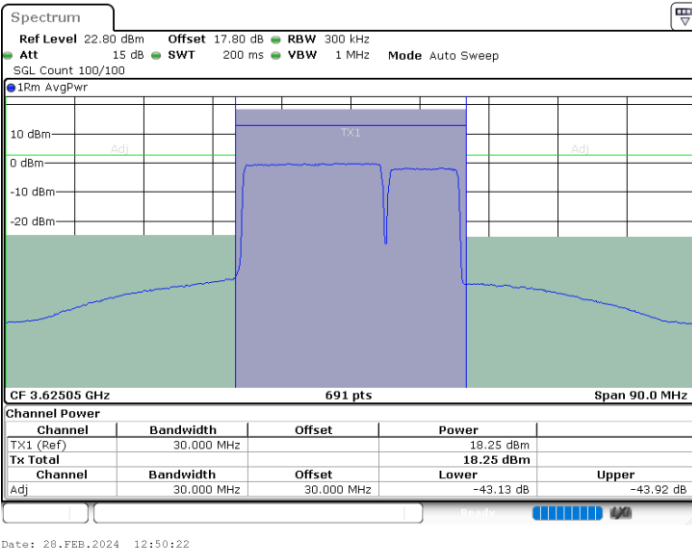 Spectrum
Ref Level 22.80 dBm Offset 17.80 dB RBW 300 kHz
Att 15 dB SWT 200 ms VBW 1 MHz Mode Auto Sweep
SGL Count 100/100
1Rm AvgPwr
10 dBm
TX1
Adj
Adj
0 dBm
-10 dBm
-20 dBm
CF 3.62505 GHz 691 pts Span 90.0 MHz
Channel Power
Channel Bandwidth Offset Power
TX1 (Ref) 30.000 MHz 18.25 dBm
Tx Total 18.25 dBm
Channel Bandwidth Offset Lower Upper
Adj 30.000 MHz 30.000 MHz -43.13 dB -43.92 dB
Ready
Date: 28.FEB.2024 12:50:22